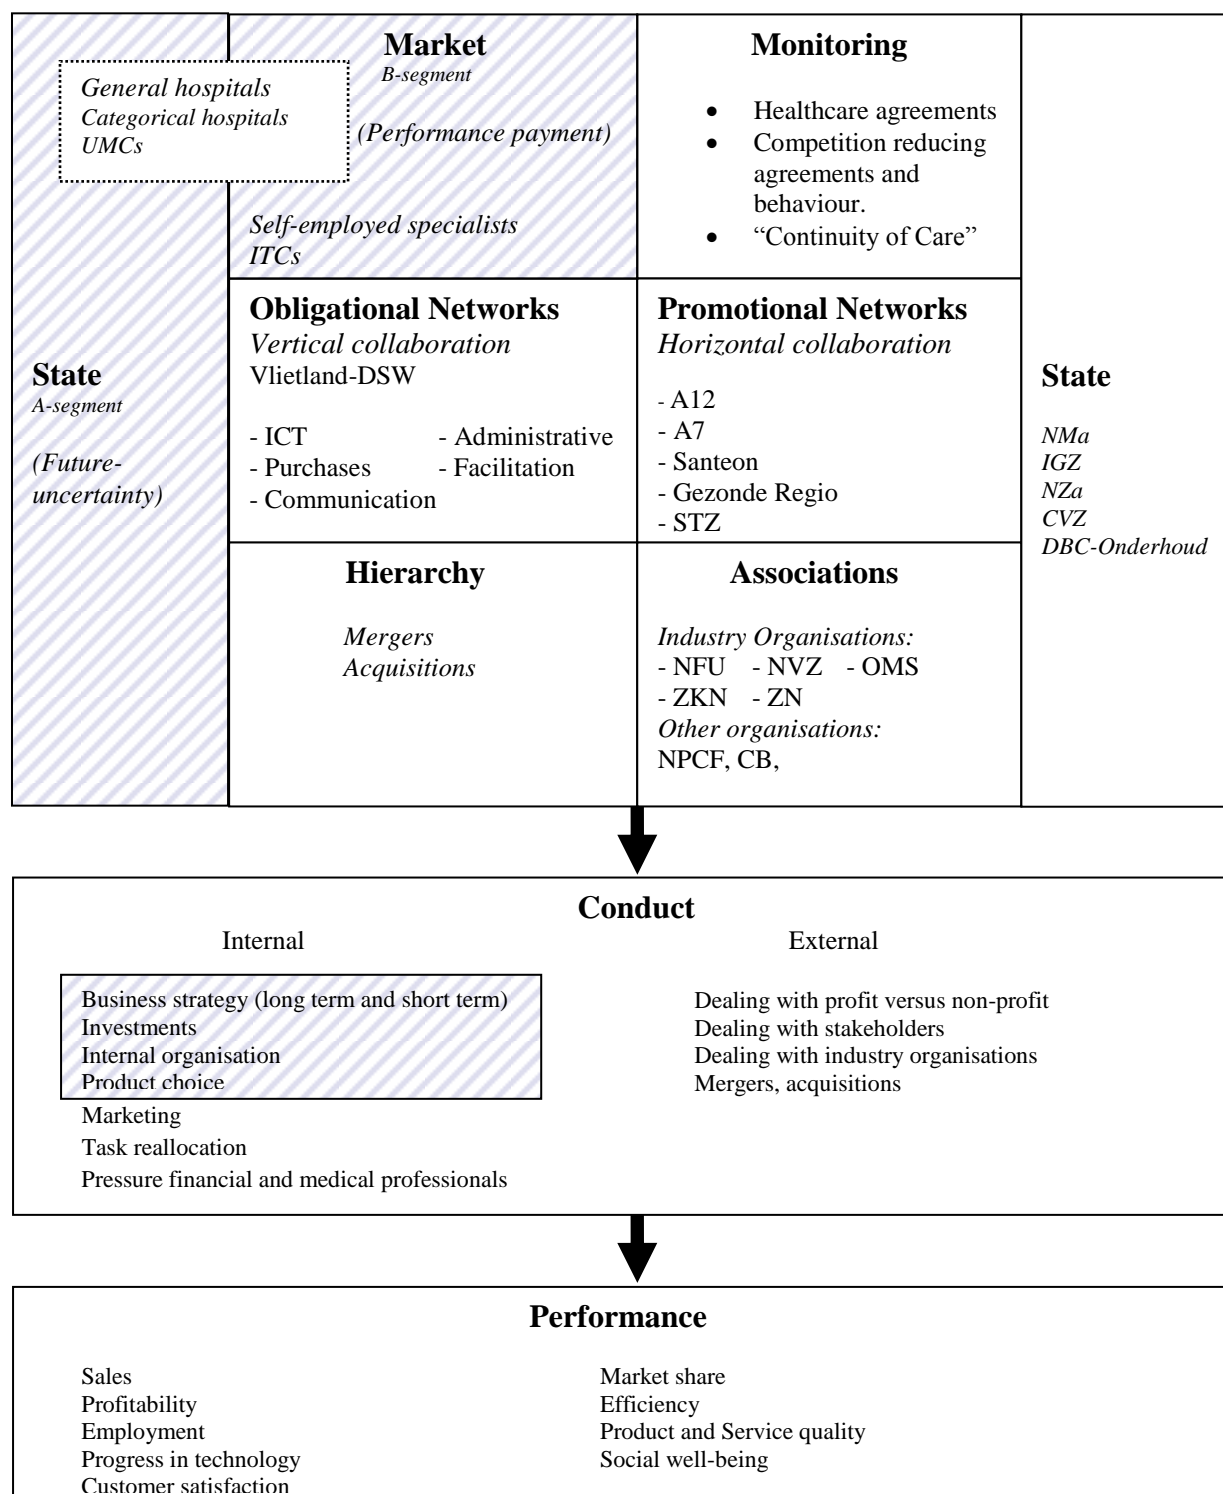 Market
B-segment
(Performance payment)
General hospitals
Categorical hospitals
UMCs
Self-employed specialists
ITCs
Monitoring
• Healthcare agreements
• Competition reducing
agreements and
behaviour.
• “Continuity of Care”
State
A-segment
(Future-
uncertainty)
Obligational Networks
Vertical collaboration
Vlietland-DSW
- ICT - Administrative
- Purchases - Facilitation
- Communication
Promotional Networks
Horizontal collaboration
- A12
- A7
- Santeon
- Gezonde Regio
- STZ
State
NMa
IGZ
NZa
CVZ
DBC-Onderhoud
Hierarchy
Mergers
Acquisitions
Associations
Industry Organisations:
- NFU - NVZ - OMS
- ZKN - ZN
Other organisations:
NPCF, CB,
Conduct
Internal
Business strategy (long term and short term)
Investments
Internal organisation
Product choice
Marketing
Task reallocation
Pressure financial and medical professionals
External
Dealing with profit versus non-profit
Dealing with stakeholders
Dealing with industry organisations
Mergers, acquisitions
Performance
Sales
Profitability
Employment
Progress in technology
Customer satisfaction
Market share
Efficiency
Product and Service quality
Social well-being